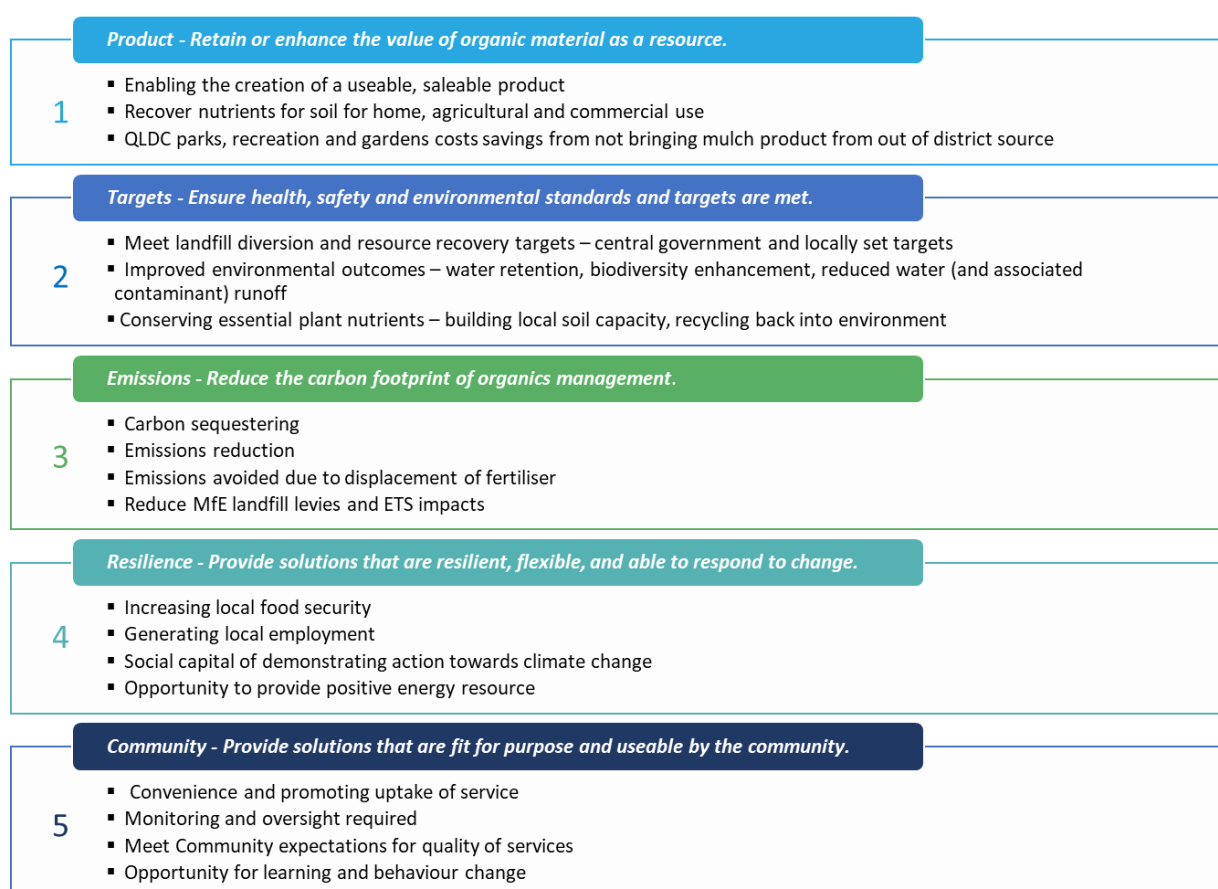 Product - Retain or enhance the value of organic material as a resource.
1
▪ Enabling the creation of a useable, saleable product
▪ Recover nutrients for soil for home, agricultural and commercial use
▪ QLDC parks, recreation and gardens costs savings from not bringing mulch product from out of district source
Targets - Ensure health, safety and environmental standards and targets are met.
2
▪ Meet landfill diversion and resource recovery targets – central government and locally set targets
▪ Improved environmental outcomes – water retention, biodiversity enhancement, reduced water (and associated
contaminant) runoff
▪ Conserving essential plant nutrients – building local soil capacity, recycling back into environment
Emissions - Reduce the carbon footprint of organics management.
3
▪ Carbon sequestering
▪ Emissions reduction
▪ Emissions avoided due to displacement of fertiliser
▪ Reduce MfE landfill levies and ETS impacts
Resilience - Provide solutions that are resilient, flexible, and able to respond to change.
4
▪ Increasing local food security
▪ Generating local employment
▪ Social capital of demonstrating action towards climate change
▪ Opportunity to provide positive energy resource
Community - Provide solutions that are fit for purpose and useable by the community.
5
▪ Convenience and promoting uptake of service
▪ Monitoring and oversight required
▪ Meet Community expectations for quality of services
▪ Opportunity for learning and behaviour change